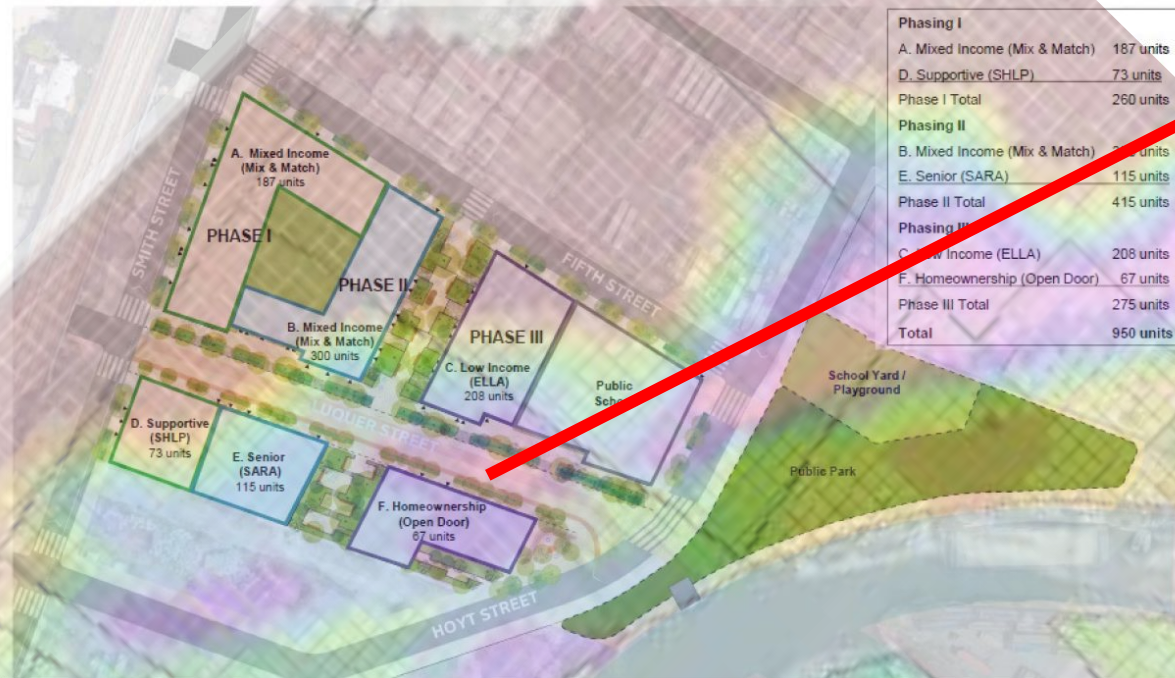 Phasing I
A. Mixed Income (Mix & Match) 187 units
D. Supportive (SHLP) 73 units
Phase I Total 260 units
Phasing II
B. Mixed Income (Mix & Match) units
E. Senior (SARA) 115 units
Phase II Total 415 units
Phasing
C. Low Income (ELLA) 208 units
F. Homeownership (Open Door) 67 units
Phase III Total 275 units
Total 950 units
A. Mixed Income
(Mix & Match)
187 units
SMITH STREET
PHASE I
FIFTH STREET
PHASE II
B. Mixed Income
(Mix & Match)
300 units
PHASE III
C. Low Income
(ELLA)
208 units
Public
School Yard /
Playground
LUQUER STREET
D. Supportive
(SHLP)
73 units
E. Senior
(SARA)
115 units
Public Park
F. Homeownership
(Open Door)
67 units
HOYT STREET